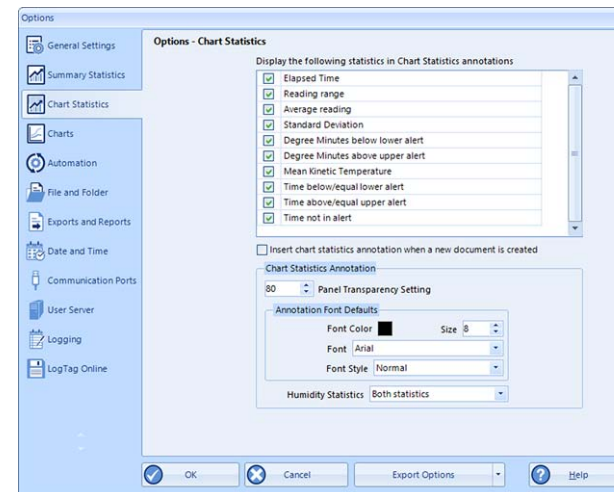 Options
General Settings
Summary Statistics
Chart Statistics
Charts
Automation
File and Folder
Exports and Reports
Date and Time
Communication Ports
User Server
Logging
LogTag Online
Options - Chart Statistics
Display the following statistics in Chart Statistics annotations
Elapsed Time
Reading range
Average reading
Standard Deviation
Degree Minutes below lower alert
Degree Minutes above upper alert
Mean Kinetic Temperature
Time below/equal lower alert
Time above/equal upper alert
Time not in alert
Insert chart statistics annotation when a new document is created
Chart Statistics Annotation
80 Panel Transparency Setting
Annotation Font Defaults
Font Color Size 8
Font Arial
Font Style Normal
Humidity Statistics Both statistics
OK Cancel Export Options Help